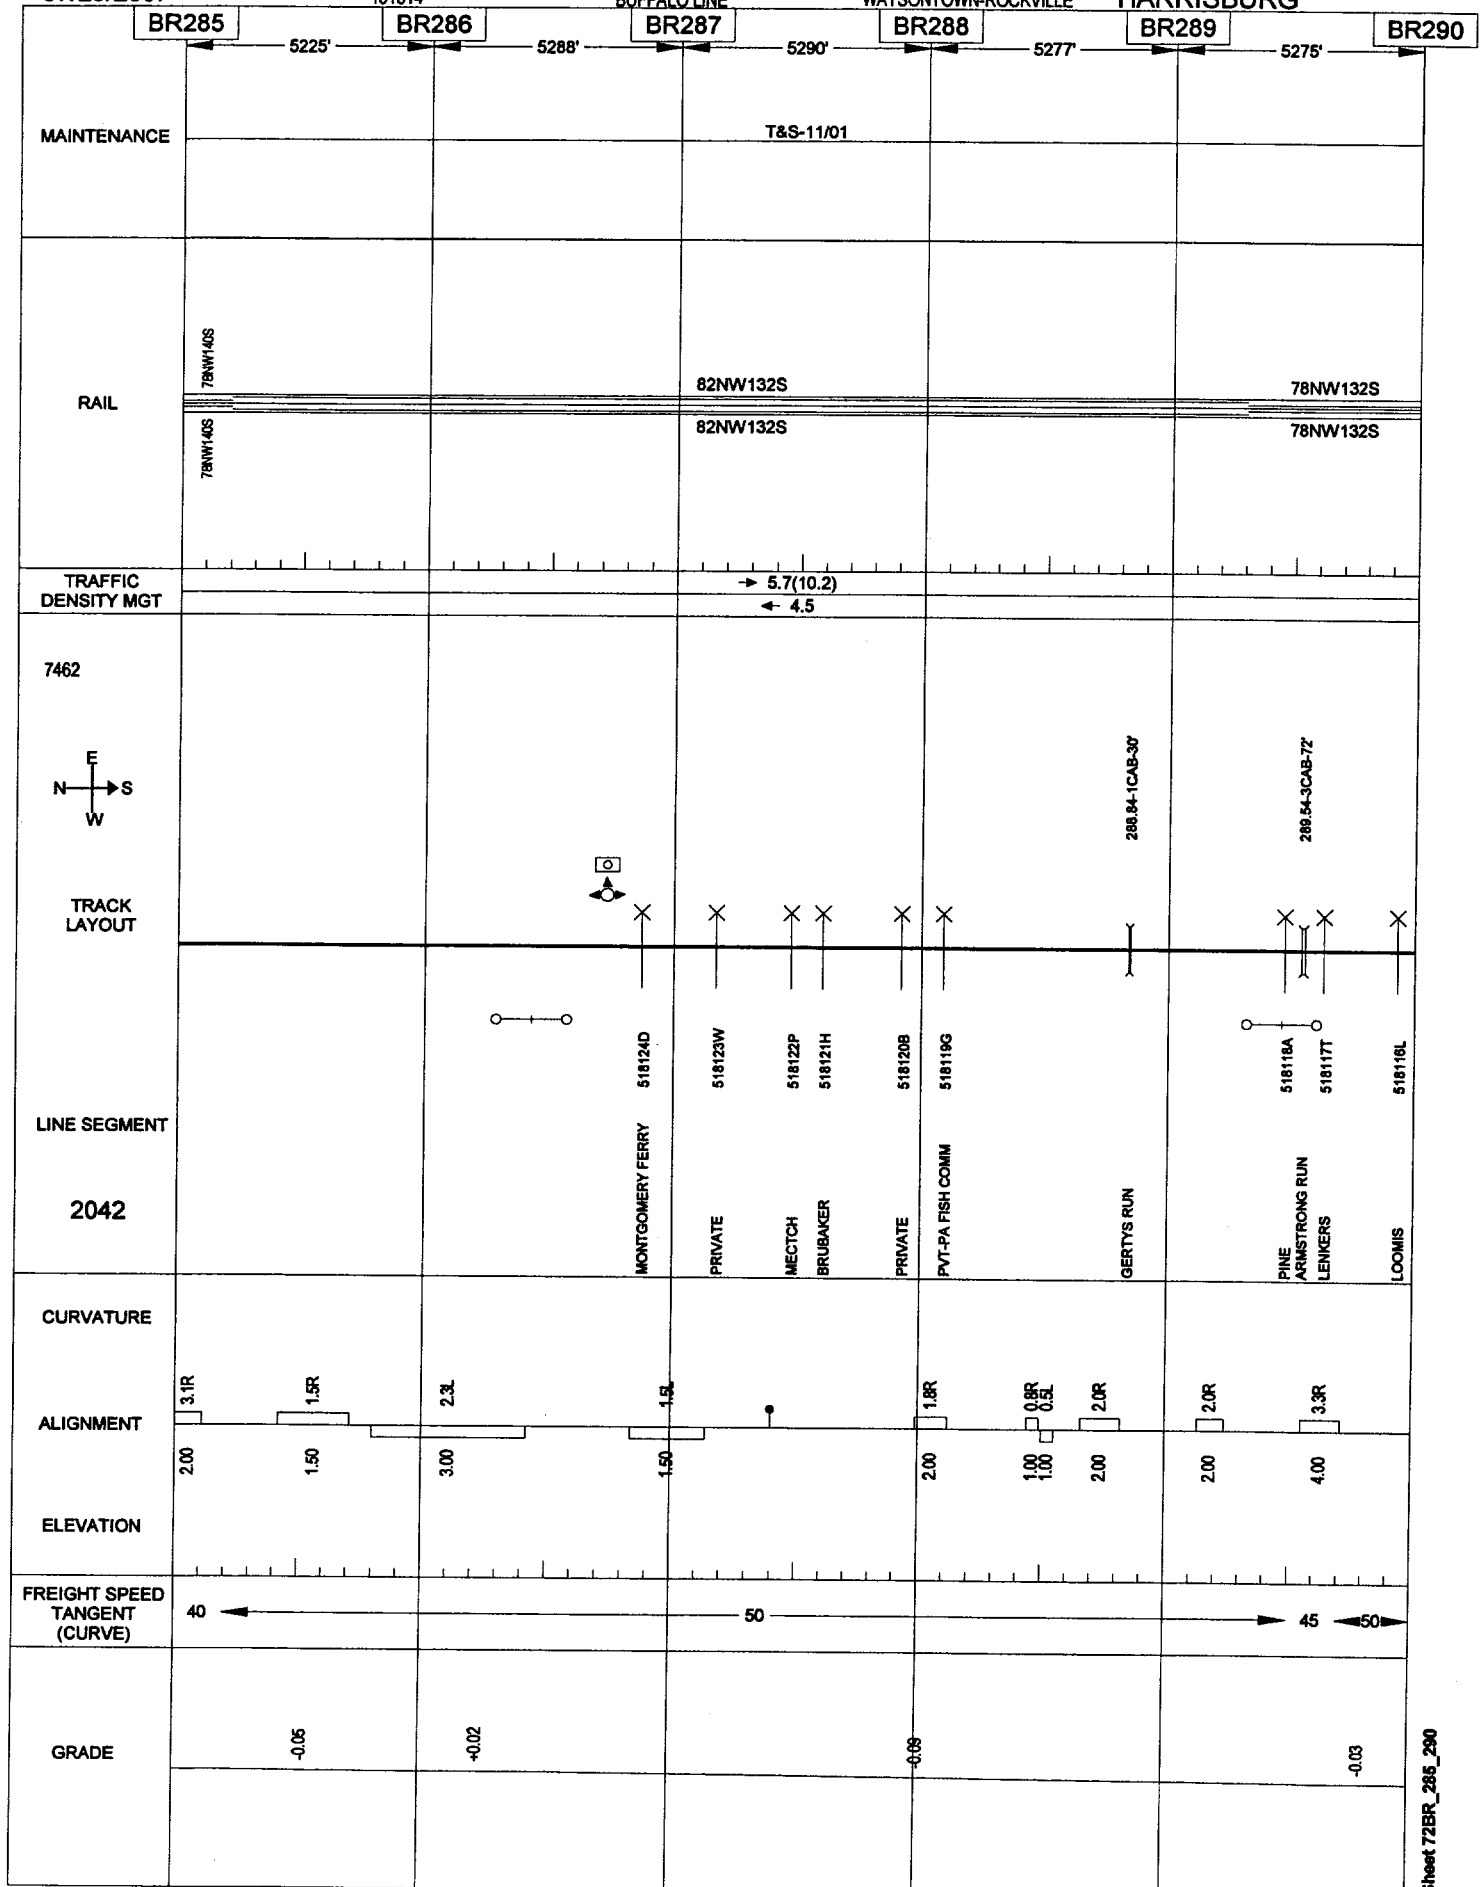 BUFFALO LINE
WATSONTOWN-ROCKVILLE
HARRISBURG
BR285
BR286
BR287
BR288
BR289
BR290
5225'
5288'
5290'
5277'
5275'
MAINTENANCE
T&S-11/01
RAIL
78NW140S
78NW140S
82NW132S
82NW132S
78NW132S
78NW132S
TRAFFIC
DENSITY MGT
→ 5.7(10.2)
← 4.5
7462
E
N
S
W
288.84-1CAB-30'
289.54-3CAB-72'
TRACK
LAYOUT
518124D
518123W
518122P
518121H
518120B
518119G
518118A
518117T
518116L
LINE SEGMENT
2042
MONTGOMERY FERRY
PRIVATE
MECTCH
BRUBAKER
PRIVATE
PVT-PA FISH COMM
GERTYS RUN
PINE
ARMSTRONG RUN
LENKERS
LOOMIS
CURVATURE
ALIGNMENT
3.1R
1.5R
2.3L
1.5L
1.8R
0.8R
0.5L
2.0R
2.0R
3.3R
2.00
1.50
3.00
1.50
2.00
1.00
1.00
2.00
2.00
4.00
ELEVATION
FREIGHT SPEED
TANGENT
(CURVE)
40
50
45
50
GRADE
-0.05
+0.02
-0.09
-0.03
Sheet 72BR_285_290